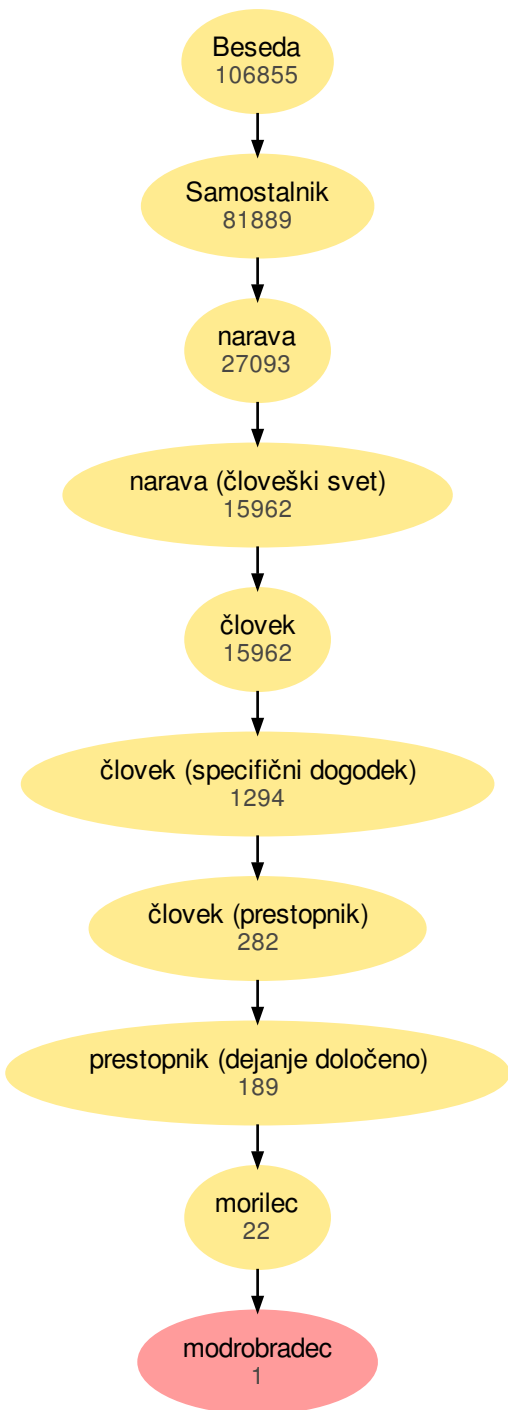 Beseda
106855
Samostalnik
81889
narava
27093
narava (človeški svet)
15962
človek
15962
človek (specifični dogodek)
1294
človek (prestopnik)
282
prestopnik (dejanje določeno)
189
morilec
22
modrobradec
1